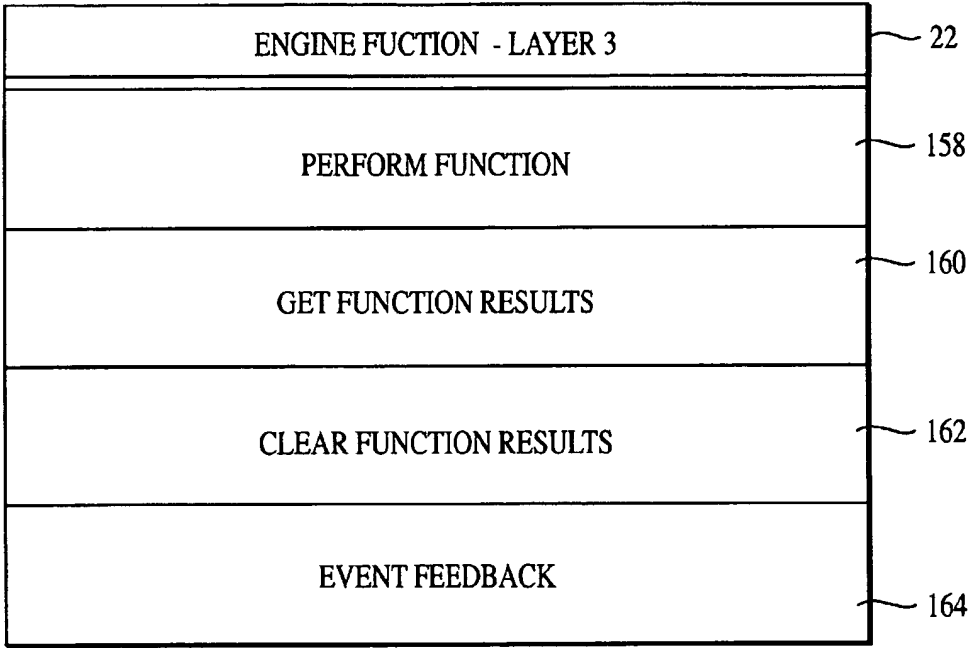 ENGINE FUCTION - LAYER 3
22
PERFORM FUNCTION
158
GET FUNCTION RESULTS
160
CLEAR FUNCTION RESULTS
162
EVENT FEEDBACK
164